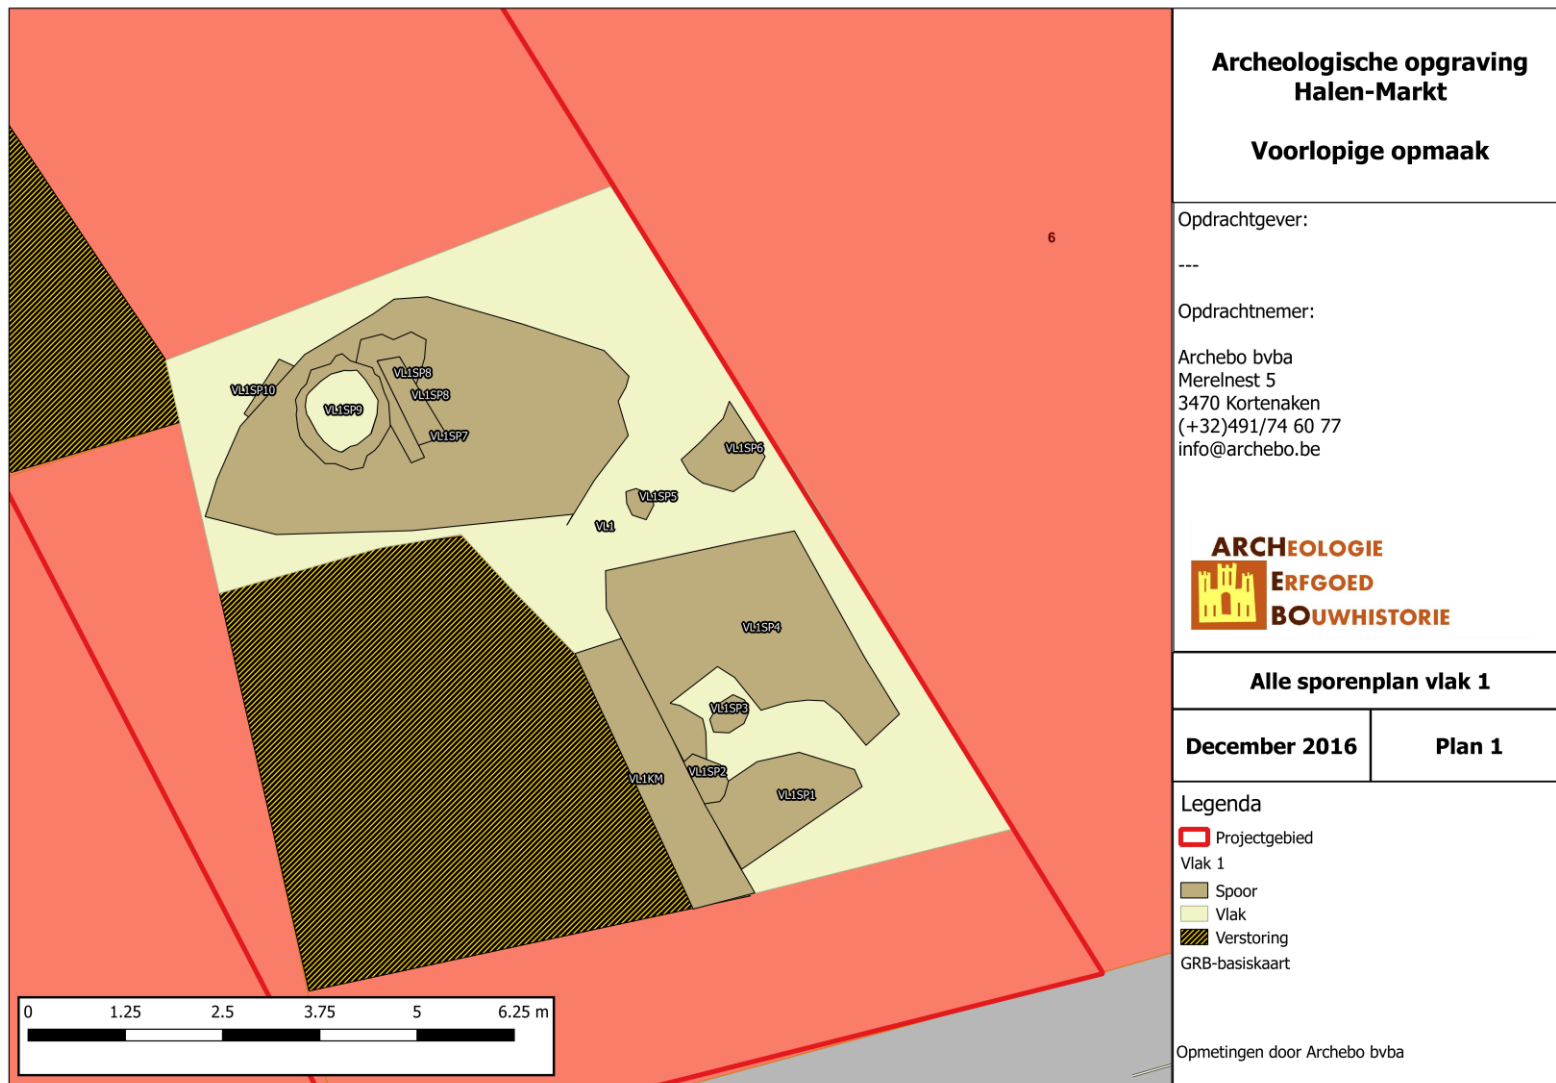 Archeologische opgraving
Halen-Markt
Voorlopige opmaak
Opdrachtgever:
---
Opdrachtnemer:
Archebo bvba
Merelnest 5
3470 Kortenaken
(+32)491/74 60 77
info@archebo.be
ARCHEOLOGIE
ERFGOED
BOUWHISTORIE
Alle sporenplan vlak 1
December 2016
Plan 1
Legenda
Projectgebied
Vlak 1
Spoor
Vlak
Verstoring
GRB-basiskaart
Opmetingen door Archebo bvba
6
VL1SP10
VL1SP9
VL1SP8
VL1SP8
VL1SP7
VL1SP6
VL1SP5
VL1
VL1SP4
VL1SP3
VL1SP2
VL1KM
VL1SP1
0 1.25 2.5 3.75 5 6.25 m